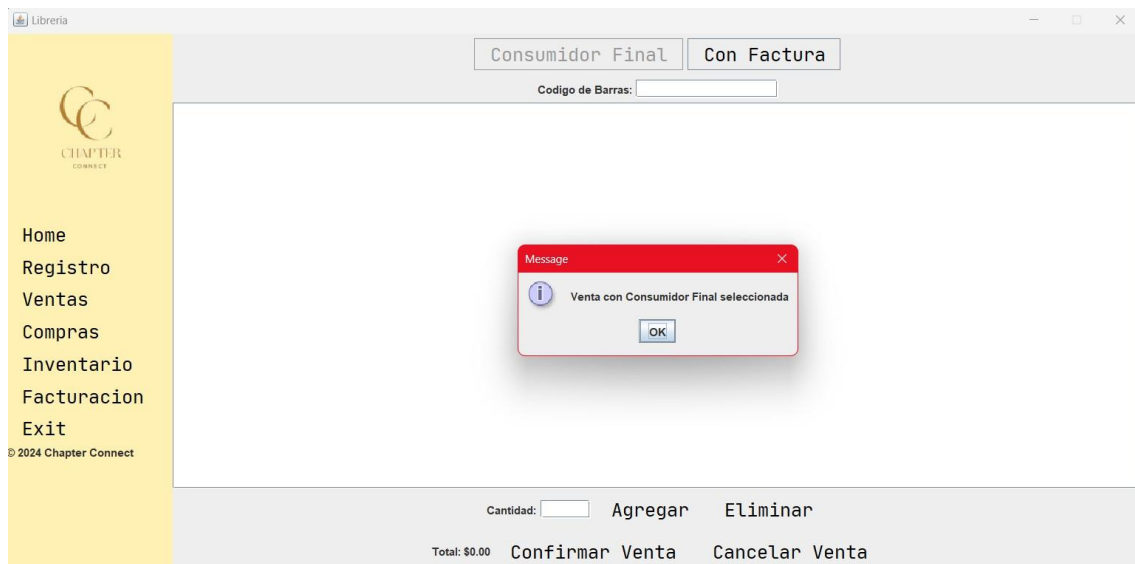 Libreria
Consumidor Final Con Factura
Codigo de Barras:
CC
CHAPTER
CONNECT
Home
Registro
Ventas
Compras
Inventario
Facturacion
Exit
© 2024 Chapter Connect
Message
Venta con Consumidor Final seleccionada
OK
Cantidad: Agregar Eliminar
Total: $0.00 Confirmar Venta Cancelar Venta